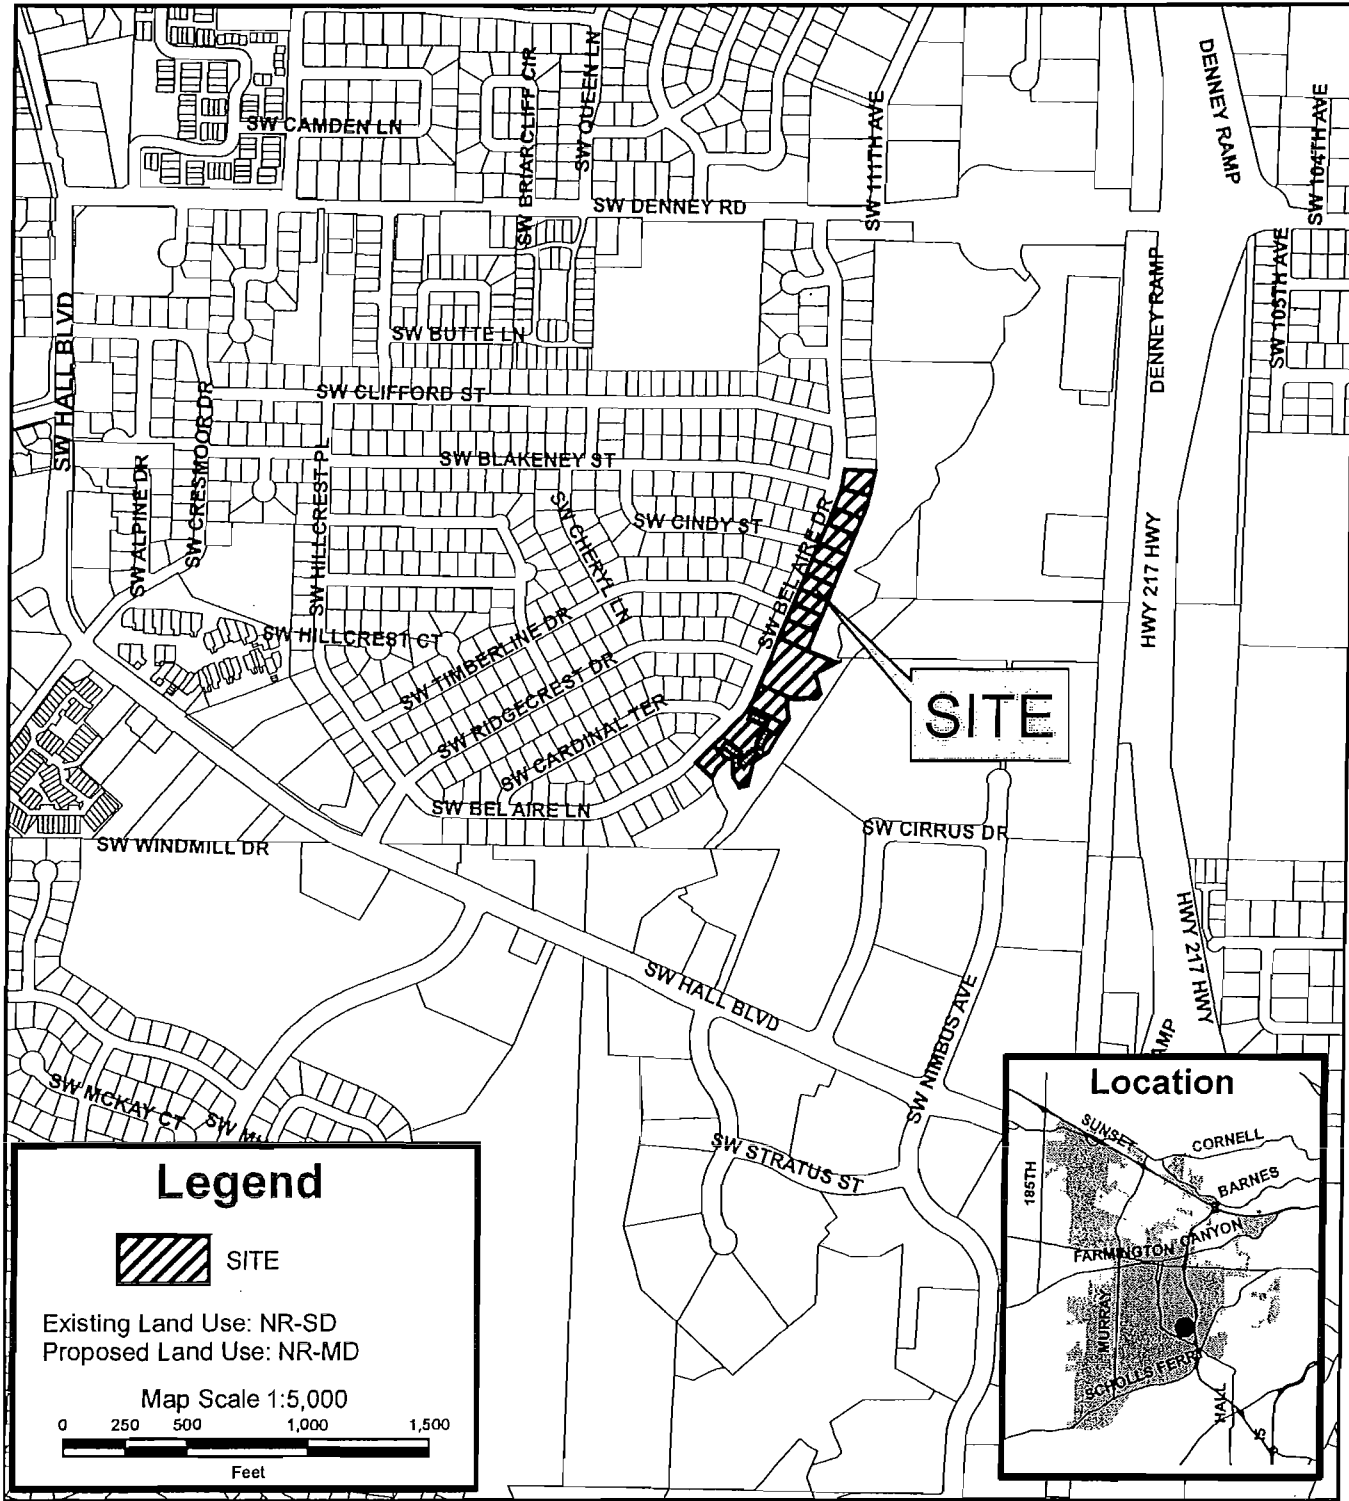 DENNEY RAMP
SW 104TH AVE
SW CAMDEN LN
SW BRIARCLIFF CIR
SW QUEEN LN
SW 111TH AVE
SW DENNEY RD
SW HALL BLVD
SW BUTTE LN
DENNEY RAMP
SW 105TH AVE
SW CLIFFORD ST
SW CRESMOOR DR
SW BLAKENEY ST
SW HILLCREST PL
SW ALPINE DR
SW CHERYL LN
SW CINDY ST
SW BEL AIRE DR
HWY 217 HWY
SW HILLCREST CT
SW TIMBERLINE DR
SW RIDGECREST DR
SW CARDINAL TER
SITE
SW BEL AIRE LN
SW CIRRUS DR
SW WINDMILL DR
HWY 217 HWY
SW HALL BLVD
SW NIMBUS AVE
AMP
SW MCKAY CT
SW STRATUS ST
Legend
SITE
Existing Land Use: NR-SD
Proposed Land Use: NR-MD
Map Scale 1:5,000
0 250 500 1,000 1,500
Feet
Location
SUNSET
CORNELL
185TH
BARNES
FARMINGTON
CANYON
MURRAY
SCHOLLS FERRY
HALL